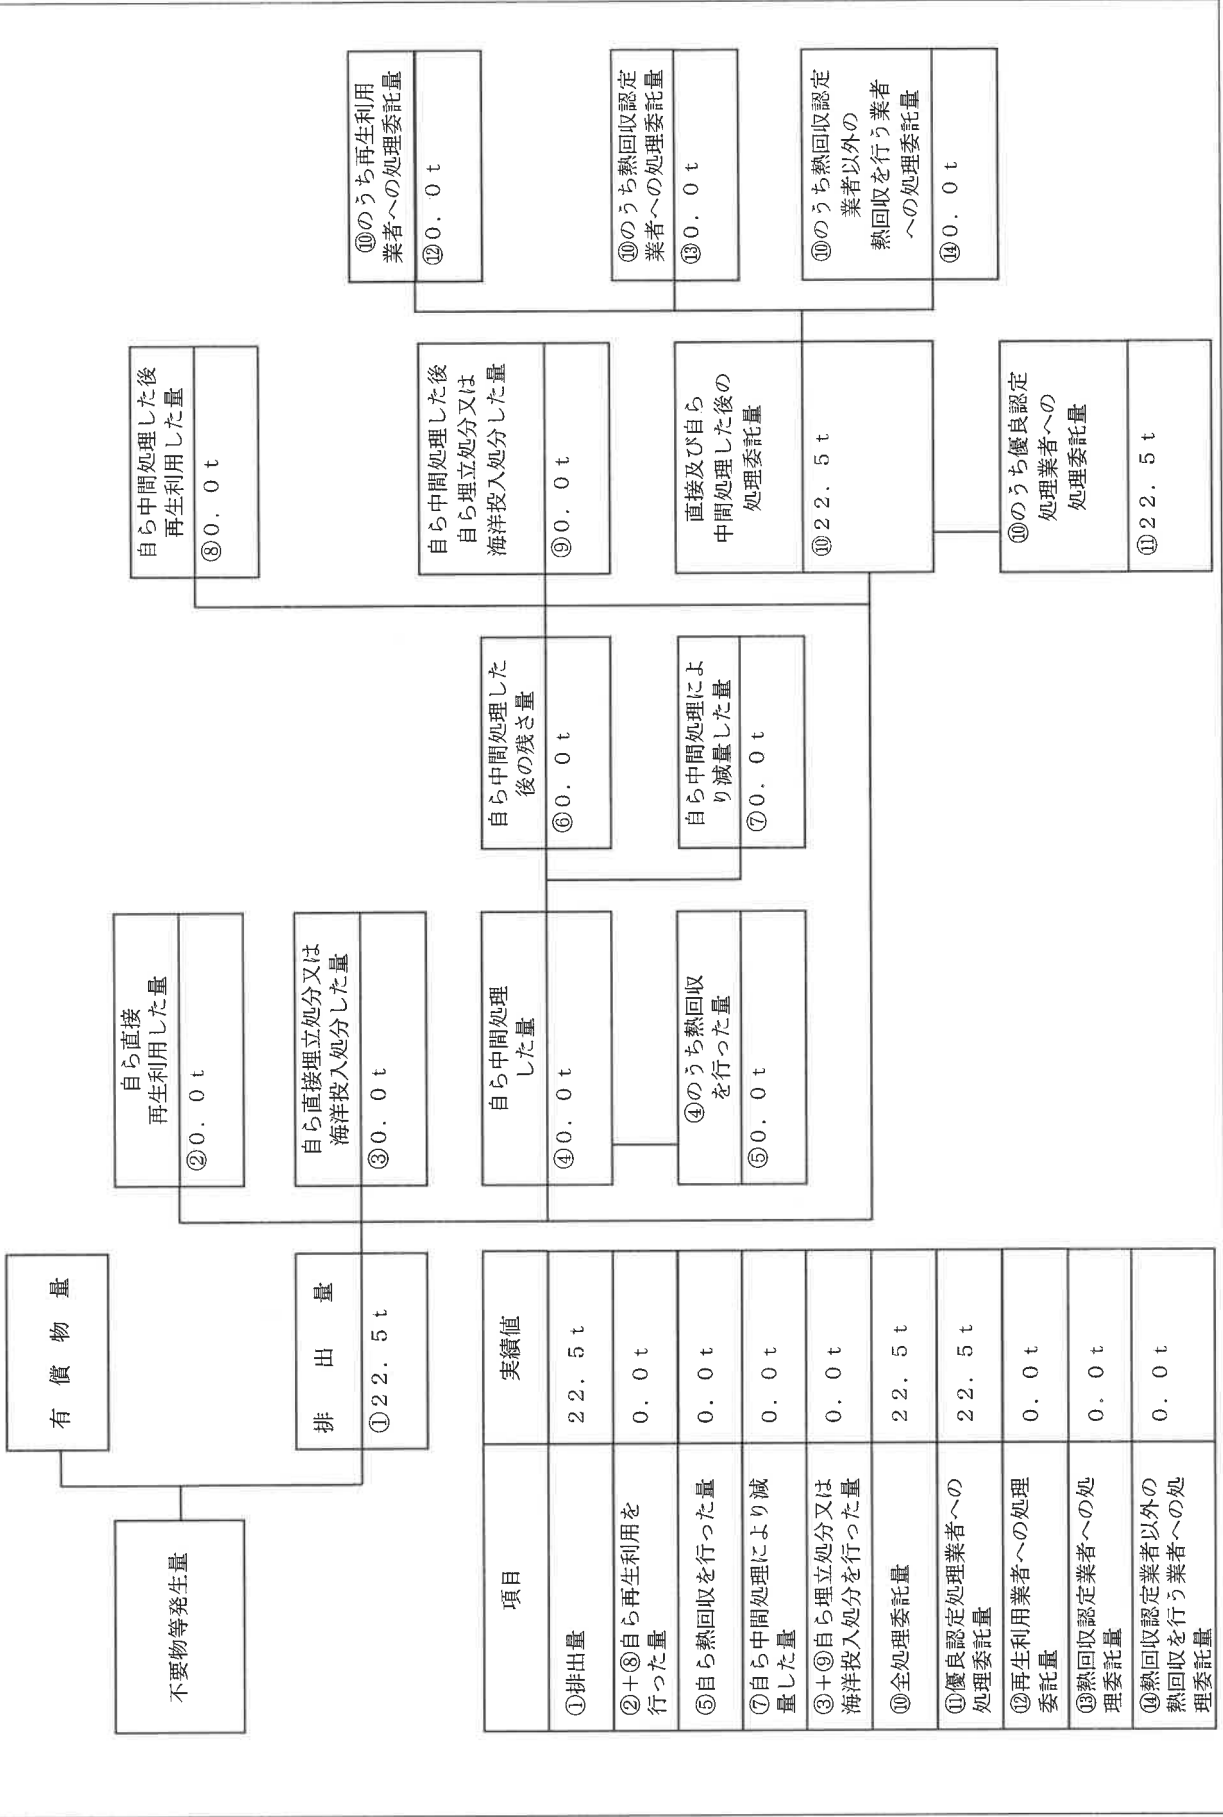 不要物等発生量
有償物量
排出量
①22.5t
自ら直接
再生利用した量
②0.0t
自ら直接埋立処分又は
海洋投入処分した量
③0.0t
自ら中間処理
した量
④0.0t
④のうち熱回収
を行った量
⑤0.0t
自ら中間処理した
後の残さ量
⑥0.0t
自ら中間処理によ
り減量した量
⑦0.0t
自ら中間処理した後
再生利用した量
⑧0.0t
自ら中間処理した後
自ら埋立処分又は
海洋投入処分した量
⑨0.0t
直接及び自ら
中間処理した後の
処理委託量
⑩22.5t
⑩のうち優良認定
処理業者への
処理委託量
⑪22.5t
⑩のうち再生利用
業者への処理委託量
⑫0.0t
⑩のうち熱回収認定
業者への処理委託量
⑬0.0t
⑩のうち熱回収認定
業者以外の
熱回収を行う業者
への処理委託量
⑭0.0t
項目 実績値
①排出量 22.5t
②+⑧自ら再生利用を
行った量 0.0t
⑤自ら熱回収を行った量 0.0t
⑦自ら中間処理により減
量した量 0.0t
③+⑨自ら埋立処分又は
海洋投入処分を行った量 0.0t
⑩全処理委託量 22.5t
⑪優良認定処理業者への
処理委託量 22.5t
⑫再生利用業者への処理
委託量 0.0t
⑬熱回収認定業者への処
理委託量 0.0t
⑭熱回収認定業者以外の
熱回収を行う業者への処
理委託量 0.0t